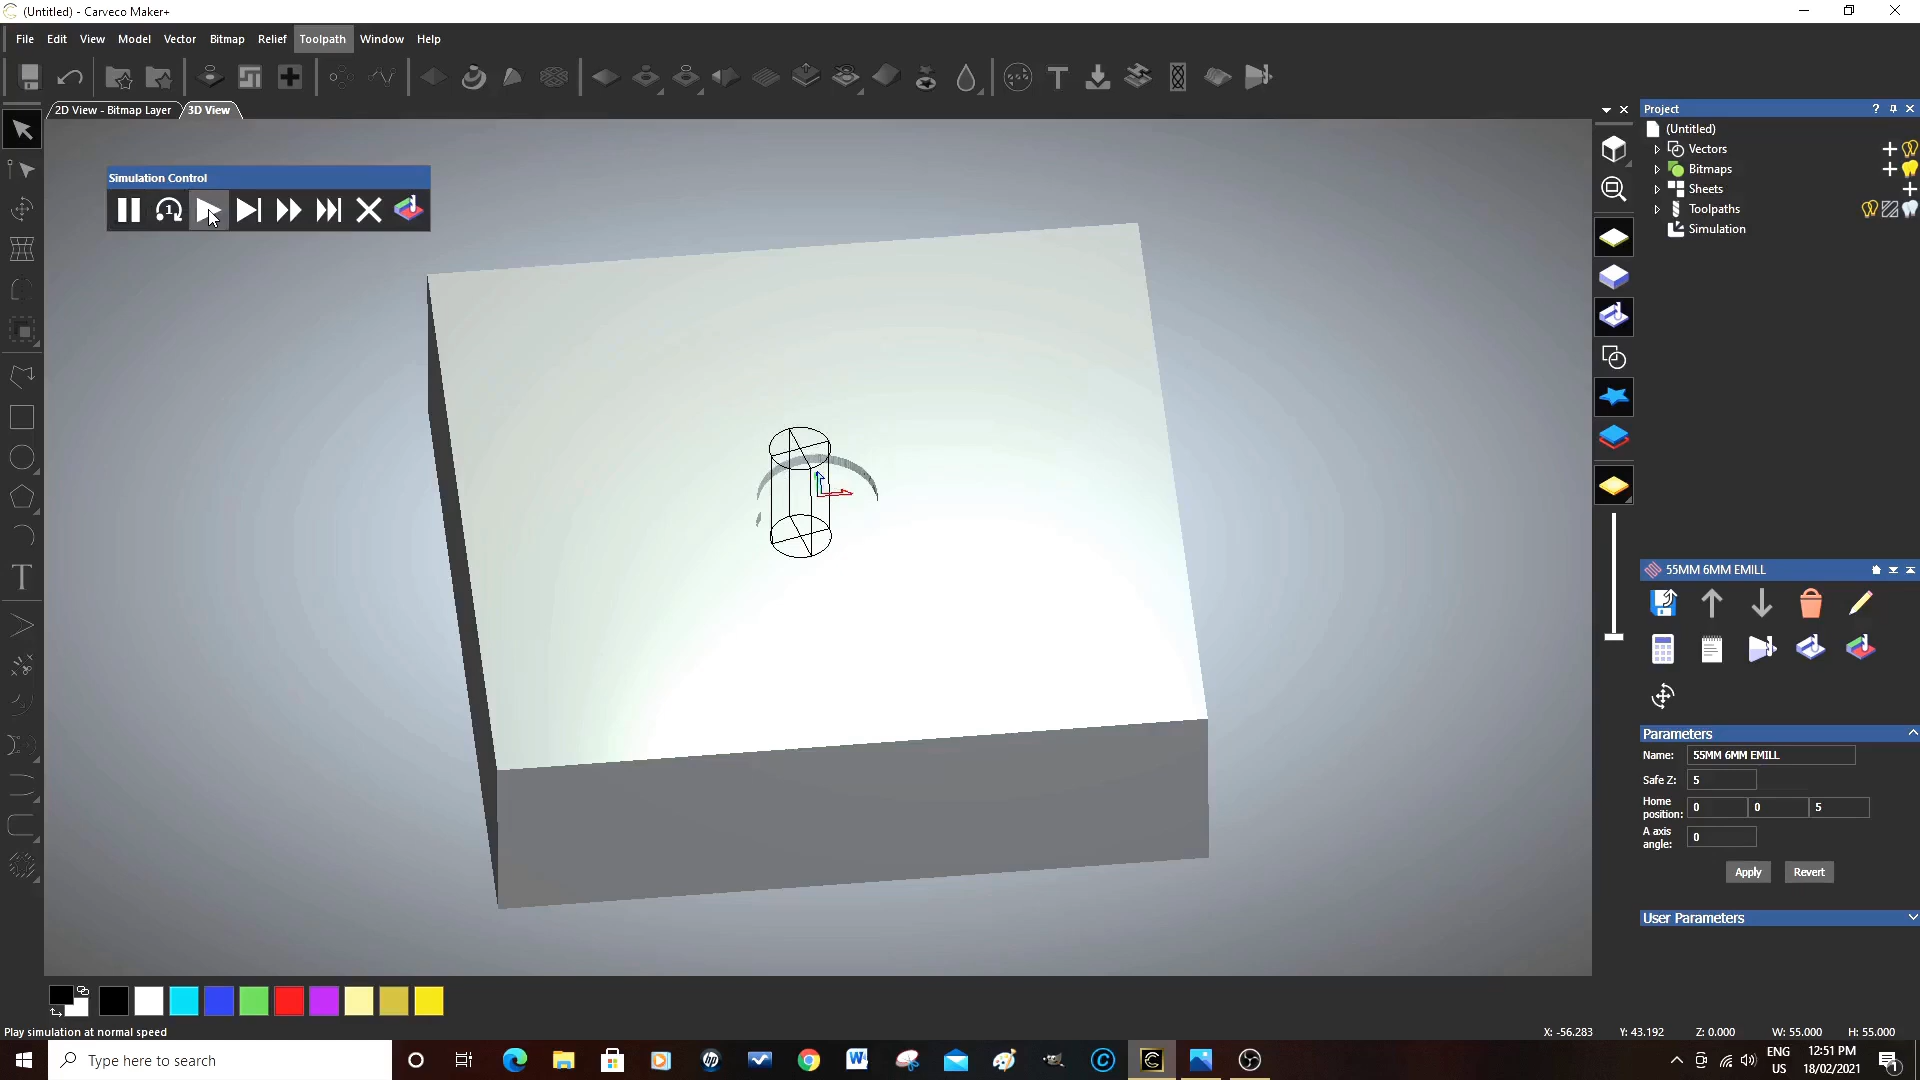 (Untitled) - Carveco Maker+
File Edit View Model Vector Bitmap Relief Toolpath Window Help
2D View - Bitmap Layer 3D View
Simulation Control
1
T
Project ?
(Untitled)
Vectors
Bitmaps
Sheets
Toolpaths
Simulation
55MM 6MM EMILL
Parameters
Name: 55MM 6MM EMILL
Safe Z: 5
Home position: 0 0 5
A axis angle: 0
Apply Revert
User Parameters
T
Play simulation at normal speed
X: -56.283 Y: 43.192 Z: 0.000 W: 55.000 H: 55.000
Type here to search
hp
W
C
C
ENG
US
12:51 PM
18/02/2021
1